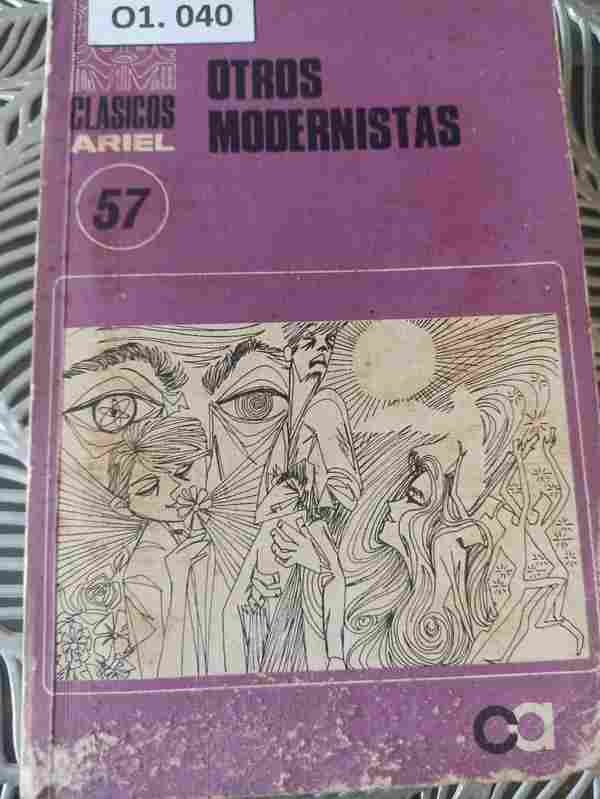 O1. 040
CLASICOS
ARIEL
57
OTROS
MODERNISTAS
ca